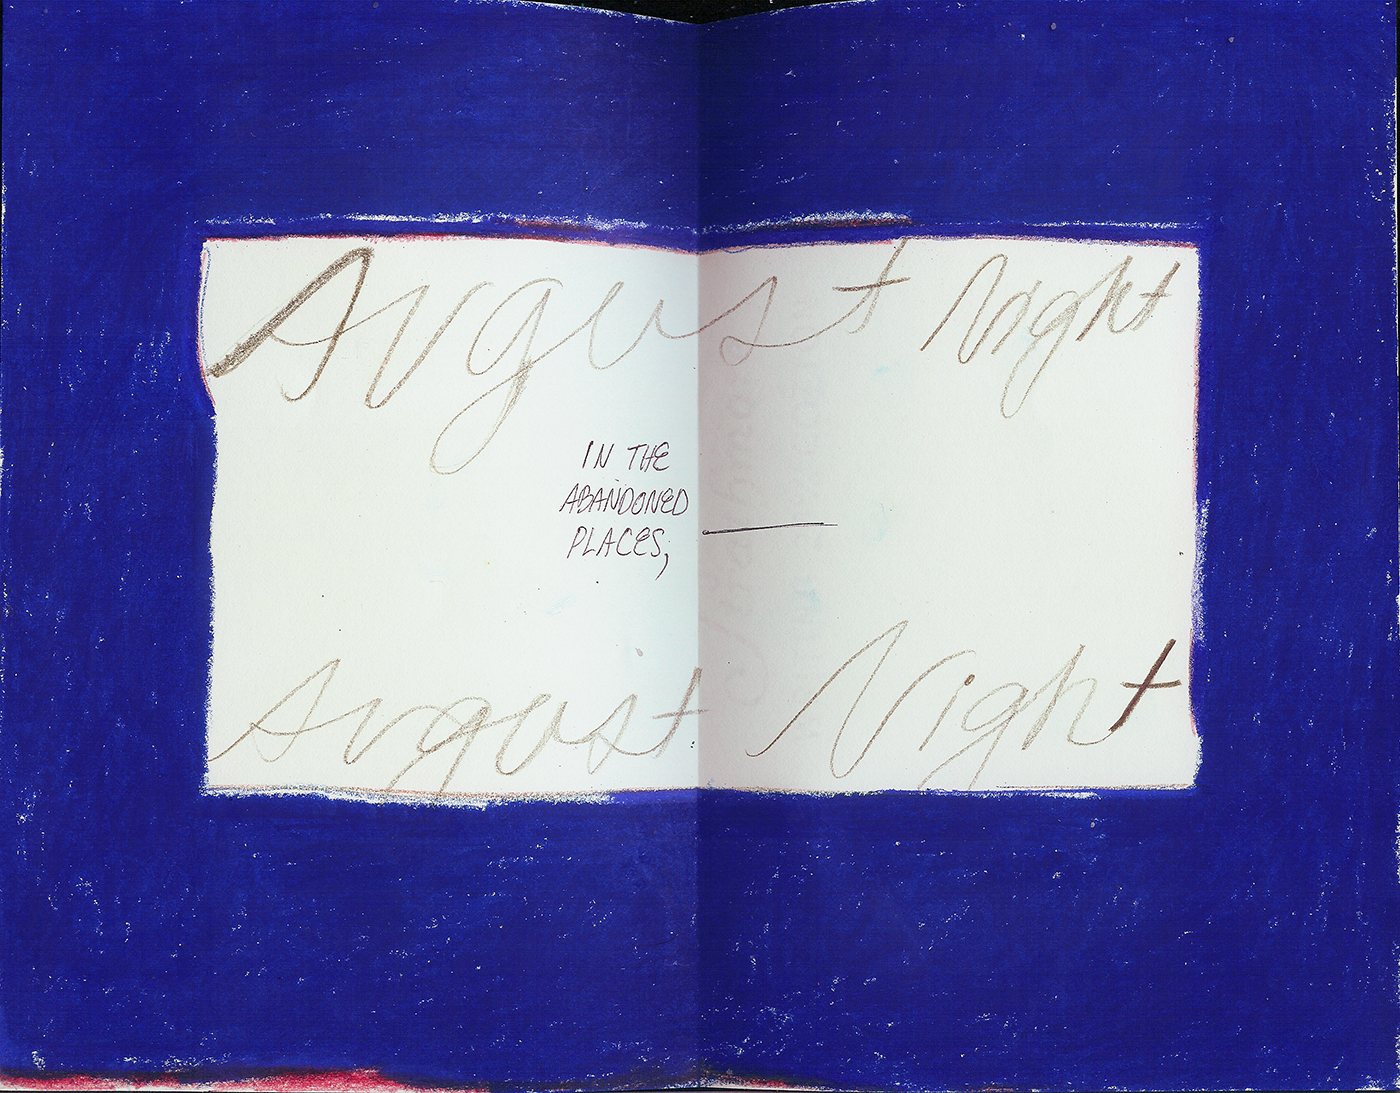 August Night
IN THE
ABANDONED
PLACES, —
August Night